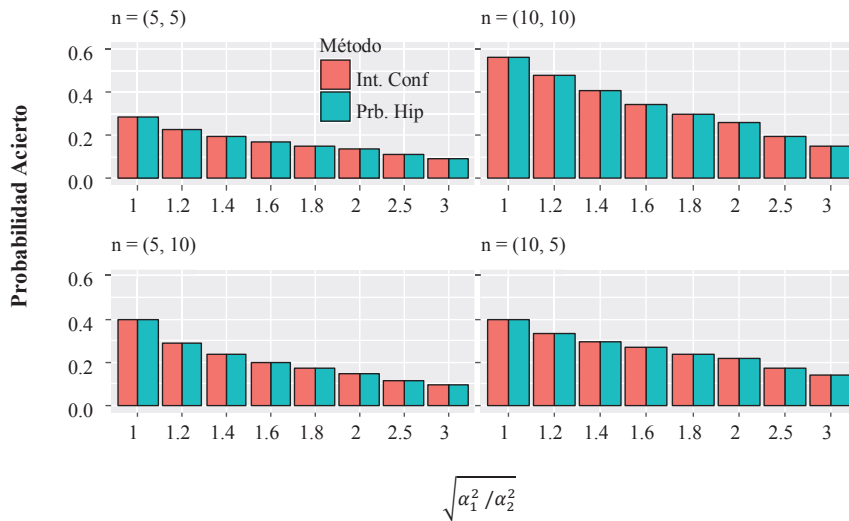 n = (5, 5)
n = (10, 10)
Método
Int. Conf
Prb. Hip
0.6
0.4
0.2
0.0
1 1.2 1.4 1.6 1.8 2 2.5 3
1 1.2 1.4 1.6 1.8 2 2.5 3
Probabilidad Acierto
n = (5, 10)
n = (10, 5)
0.6
0.4
0.2
0.0
1 1.2 1.4 1.6 1.8 2 2.5 3
1 1.2 1.4 1.6 1.8 2 2.5 3
√α₁²/α₂²